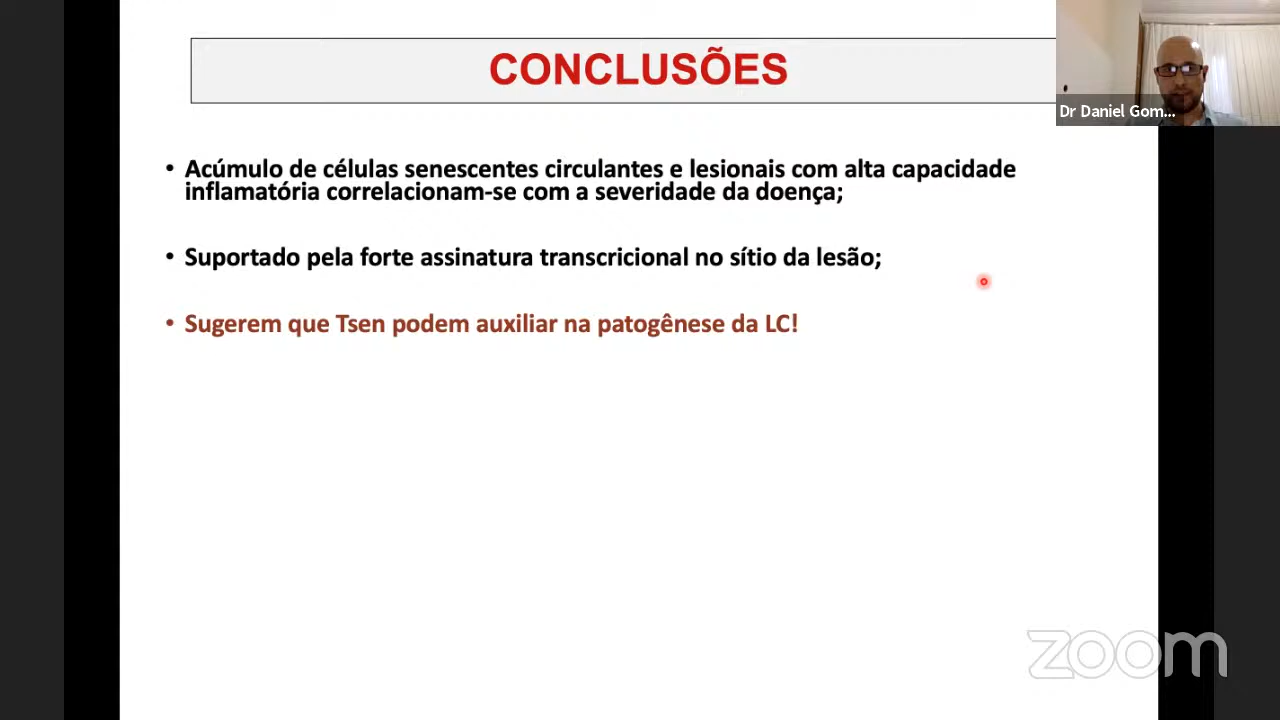 CONCLUSÕES
Dr Daniel Gom...
• Acúmulo de células senescentes circulantes e lesionais com alta capacidade
inflamatória correlacionam-se com a severidade da doença;
• Suportado pela forte assinatura transcricional no sítio da lesão;
• Sugerem que Tsen podem auxiliar na patogênese da LC!
zoom